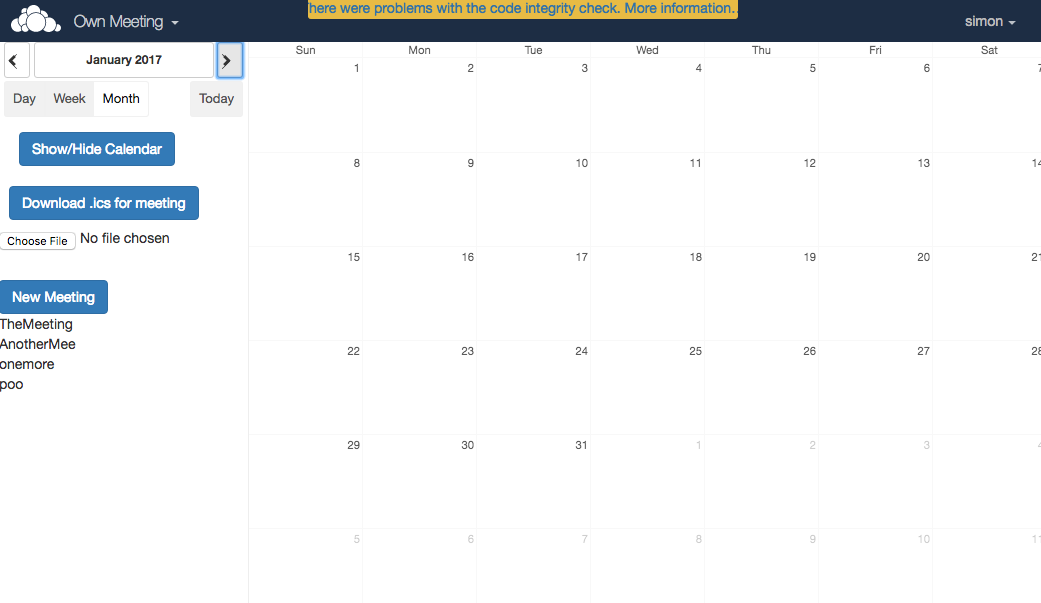 Own Meeting
here were problems with the code integrity check. More information..
simon
January 2017
Day Week Month Today
Show/Hide Calendar
Download .ics for meeting
Choose File No file chosen
New Meeting
TheMeeting
AnotherMee
onemore
poo
Sun Mon Tue Wed Thu Fri Sat
1 2 3 4 5 6 7
8 9 10 11 12 13 14
15 16 17 18 19 20 21
22 23 24 25 26 27 28
29 30 31 1 2 3 4
5 6 7 8 9 10 11